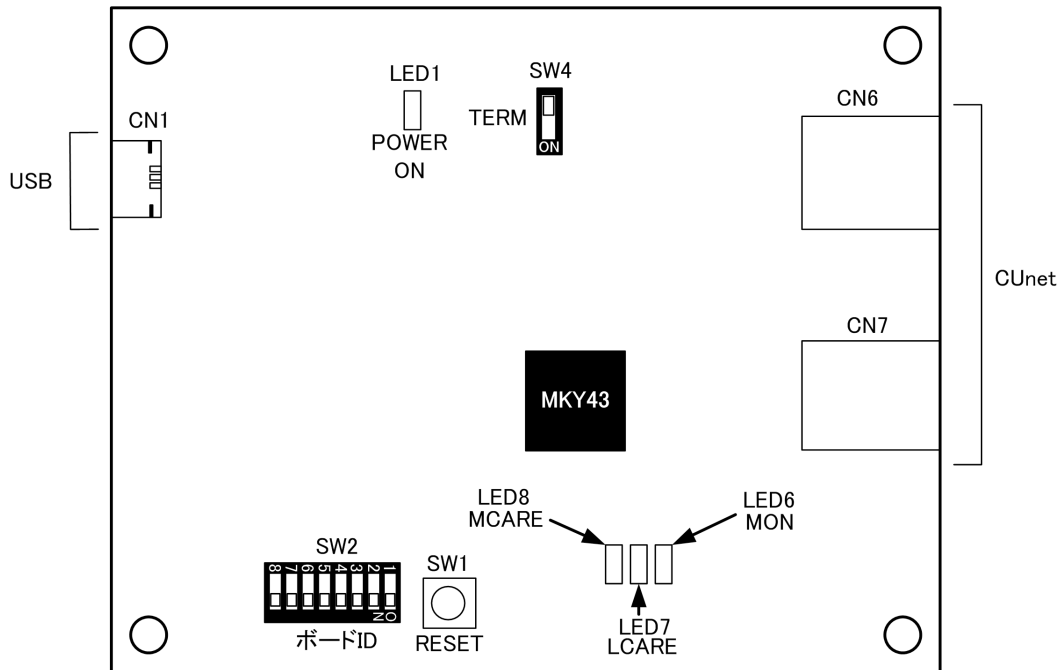 LED1
SW4
CN6
CN1
TERM
POWER
ON
ON
USB
CUnet
CN7
MKY43
LED8
MCARE
LED6
MON
SW2
SW1
8 7 6 5 4 3 2 1
ON
ボードID
RESET
LED7
LCARE